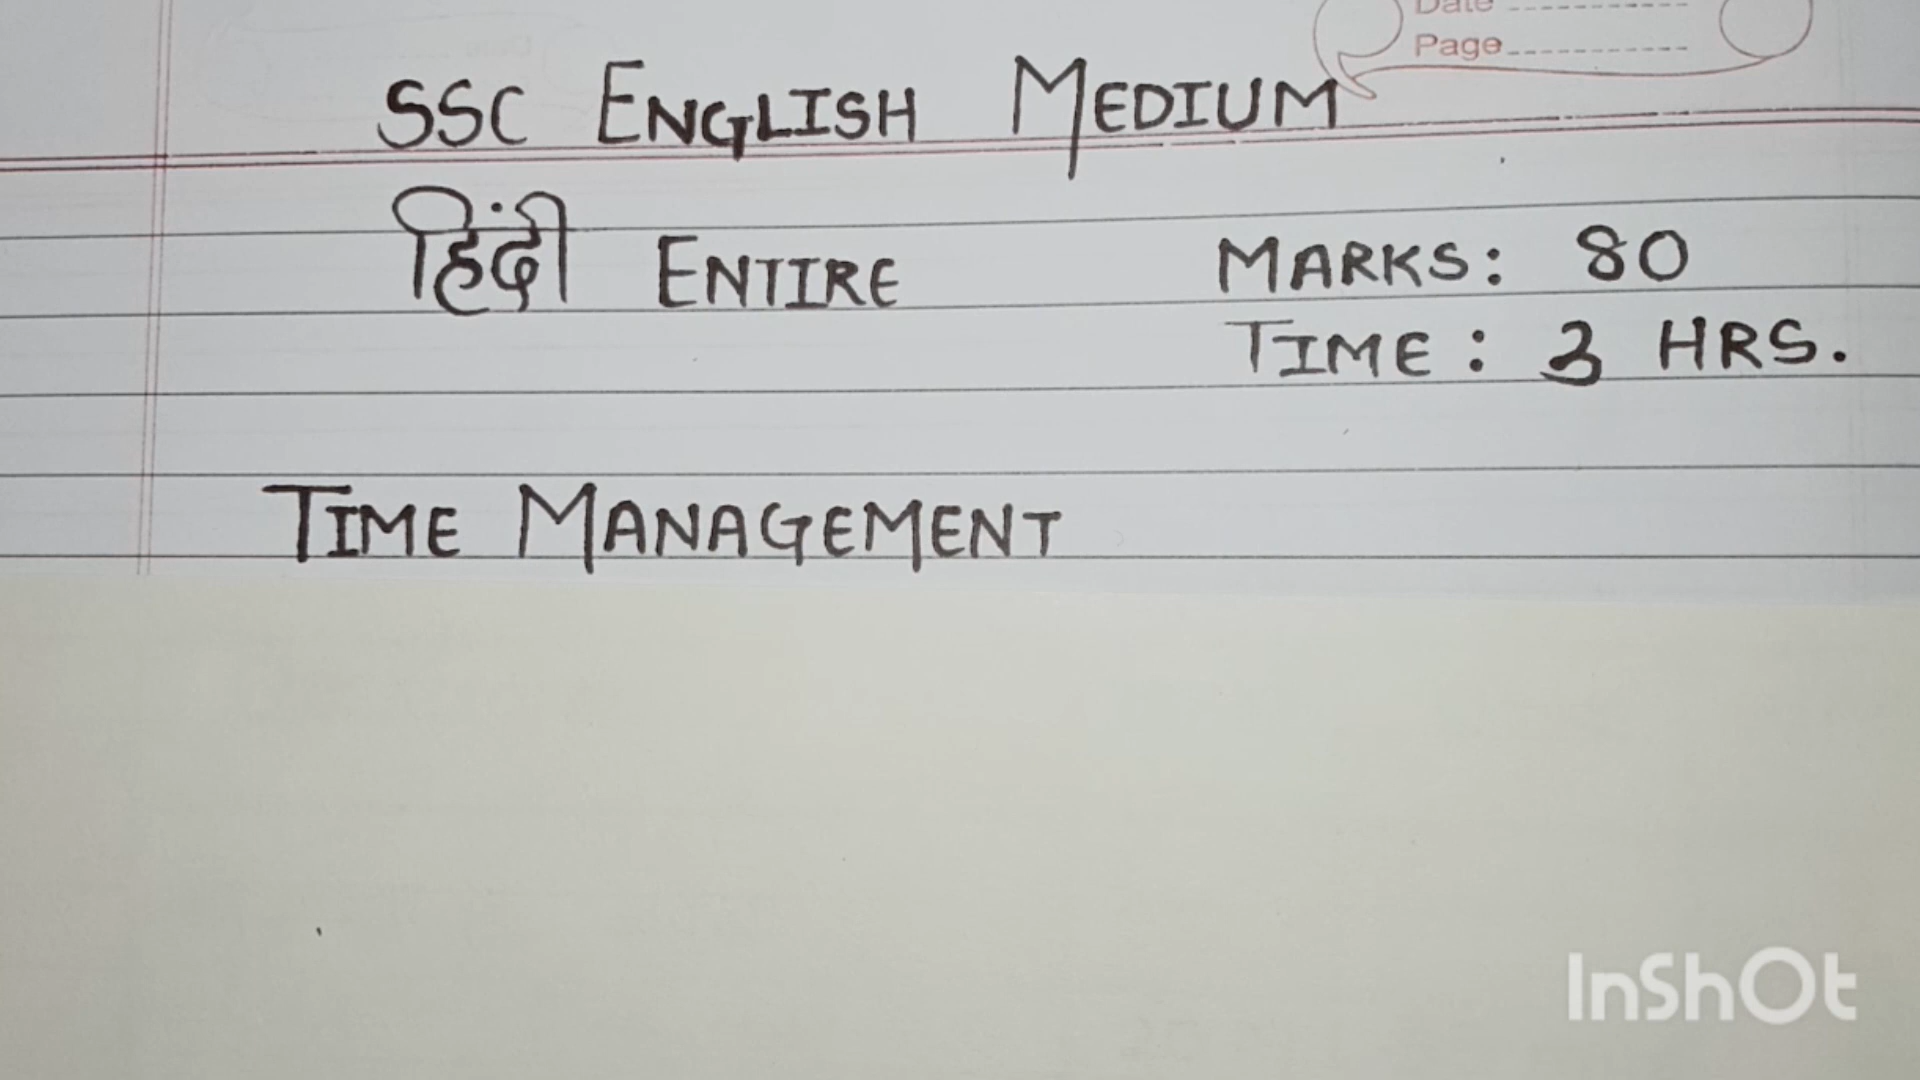 Date
Page
SSC ENGLISH MEDIUM
हिंदी ENTIRE MARKS: 80
TIME: 3 HRS.
TIME MANAGEMENT
InShOt